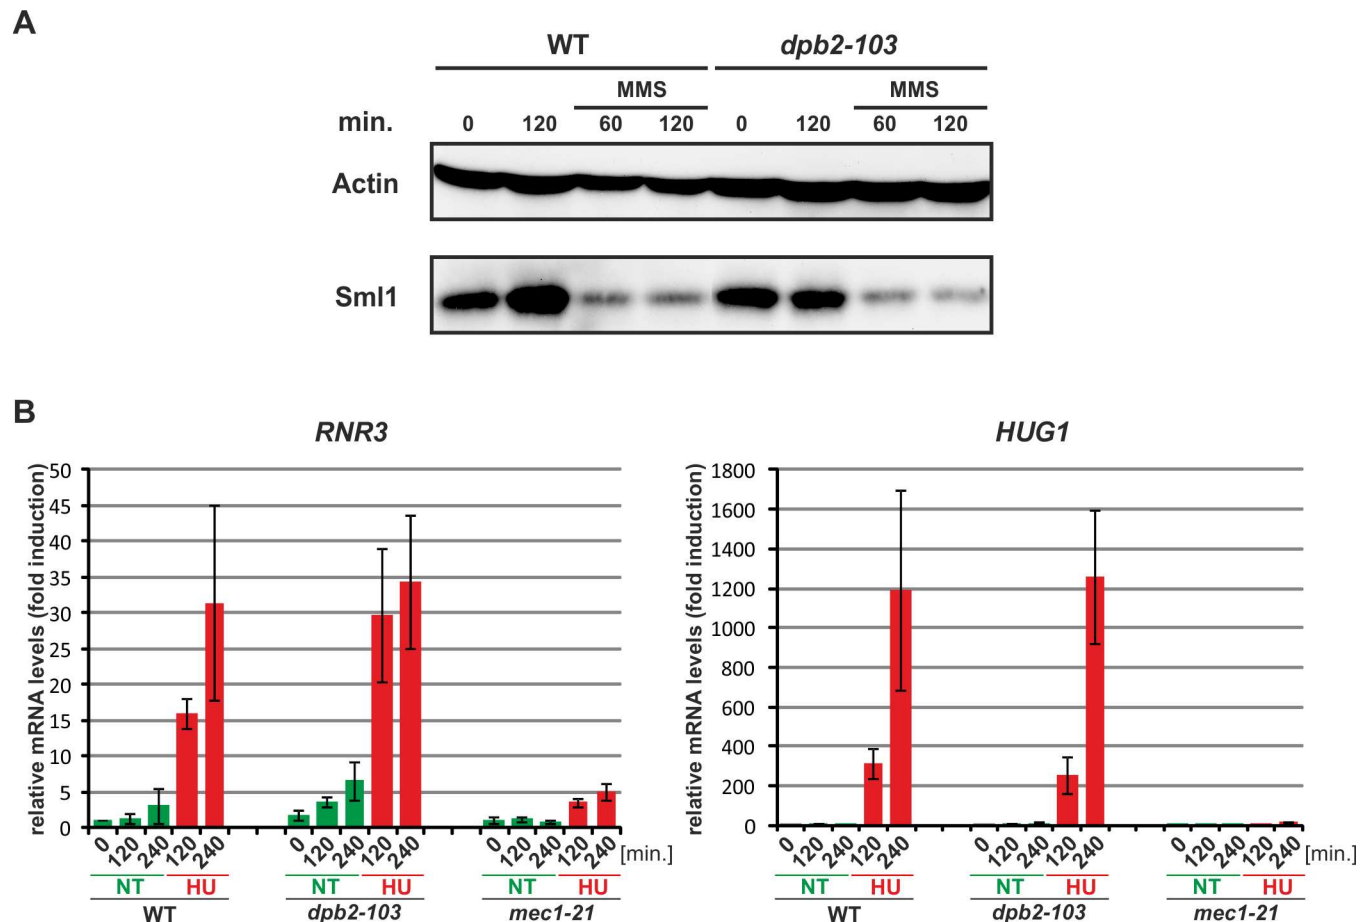 A
WT dpb2-103
MMS MMS
min. 0 120 60 120 0 120 60 120
Actin
Sml1
B
RNR3 HUG1
relative mRNA levels (fold induction)
50
45
40
35
30
25
20
15
10
5
0
0 120 240 120 240 0 120 240 120 240 0 120 240 120 240 [min.]
NT HU NT HU NT HU
WT dpb2-103 mec1-21
relative mRNA levels (fold induction)
1800
1600
1400
1200
1000
800
600
400
200
0
0 120 240 120 240 0 120 240 120 240 0 120 240 120 240 [min.]
NT HU NT HU NT HU
WT dpb2-103 mec1-21